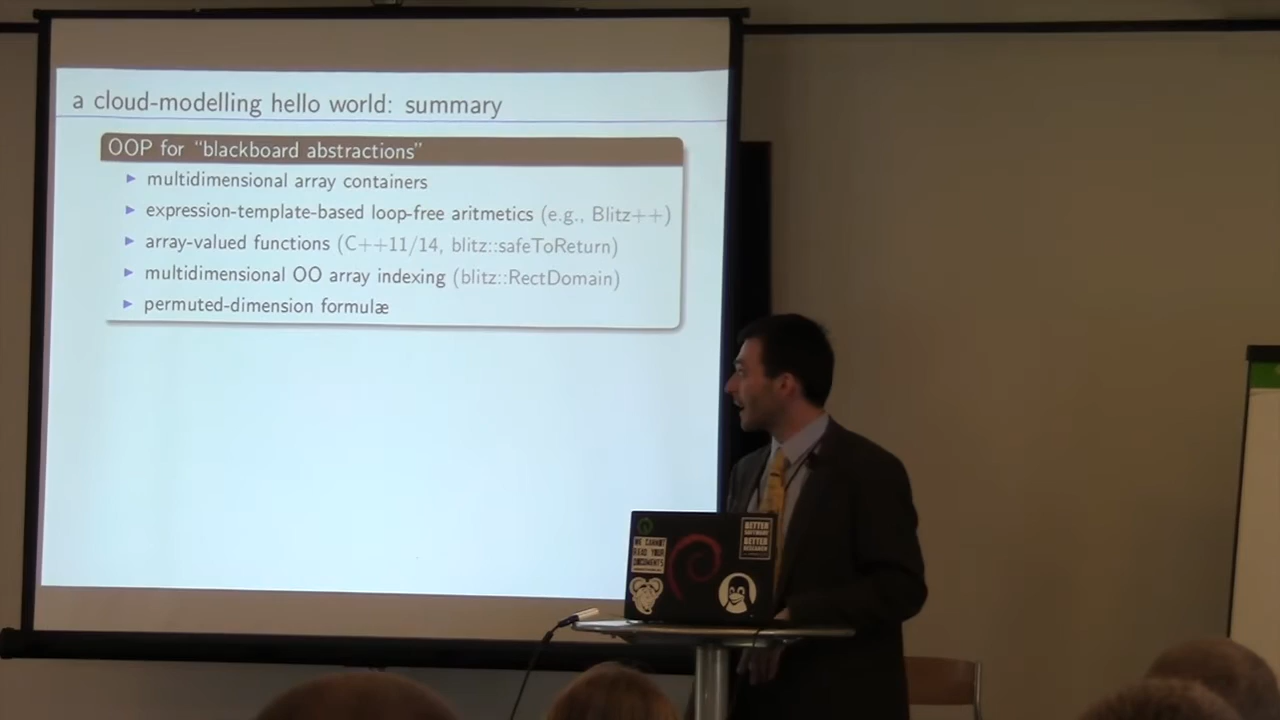 a cloud-modelling hello world: summary
OOP for “blackboard abstractions”
multidimensional array containers
expression-template-based loop-free aritmetics (e.g., Blitz++)
array-valued functions (C++11/14, blitz::safeToReturn)
multidimensional OO array indexing (blitz::RectDomain)
permuted-dimension formulæ
WE CANNOT
READ YOUR
DOCUMENTS
BETTER
SOFTWARE
BETTER
RESEARCH